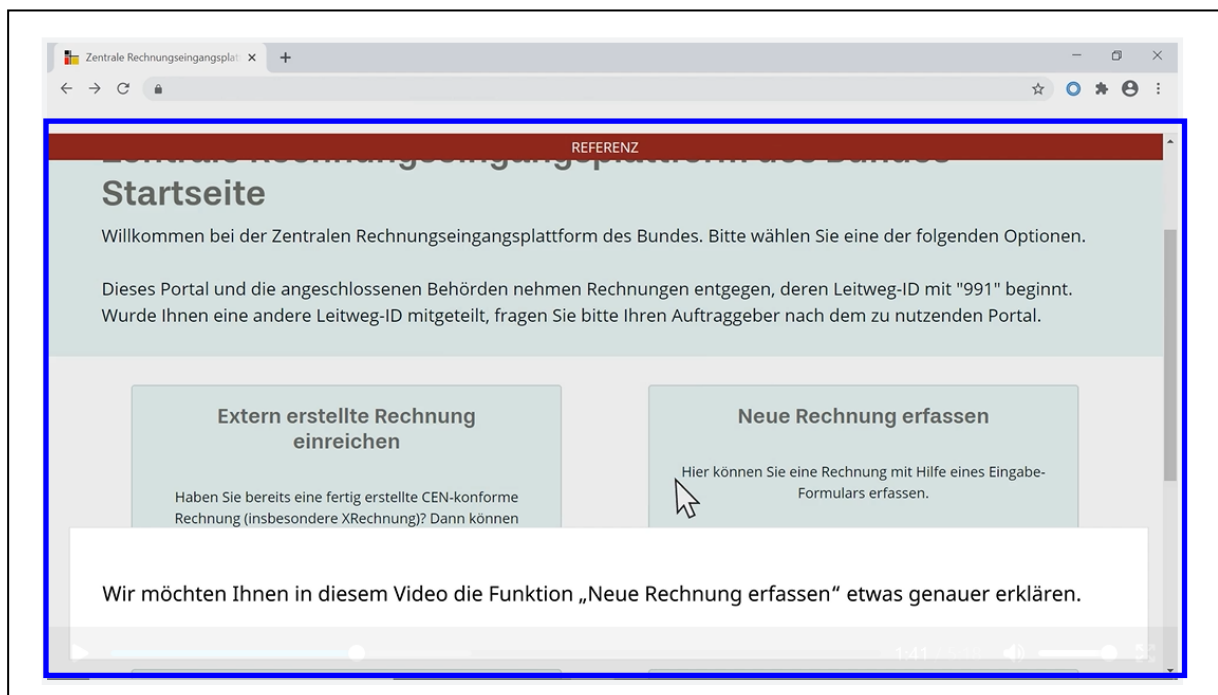 Zentrale Rechnungseingangsplat
REFERENZ
Zentrale Rechnungseingangsplattform des Bundes -
Startseite
Willkommen bei der Zentralen Rechnungseingangsplattform des Bundes. Bitte wählen Sie eine der folgenden Optionen.
Dieses Portal und die angeschlossenen Behörden nehmen Rechnungen entgegen, deren Leitweg-ID mit "991" beginnt.
Wurde Ihnen eine andere Leitweg-ID mitgeteilt, fragen Sie bitte Ihren Auftraggeber nach dem zu nutzenden Portal.
Extern erstellte Rechnung
einreichen
Haben Sie bereits eine fertig erstellte CEN-konforme
Rechnung (insbesondere XRechnung)? Dann können
Neue Rechnung erfassen
Hier können Sie eine Rechnung mit Hilfe eines Eingabe-
Formulars erfassen.
Wir möchten Ihnen in diesem Video die Funktion „Neue Rechnung erfassen“ etwas genauer erklären.
1:41